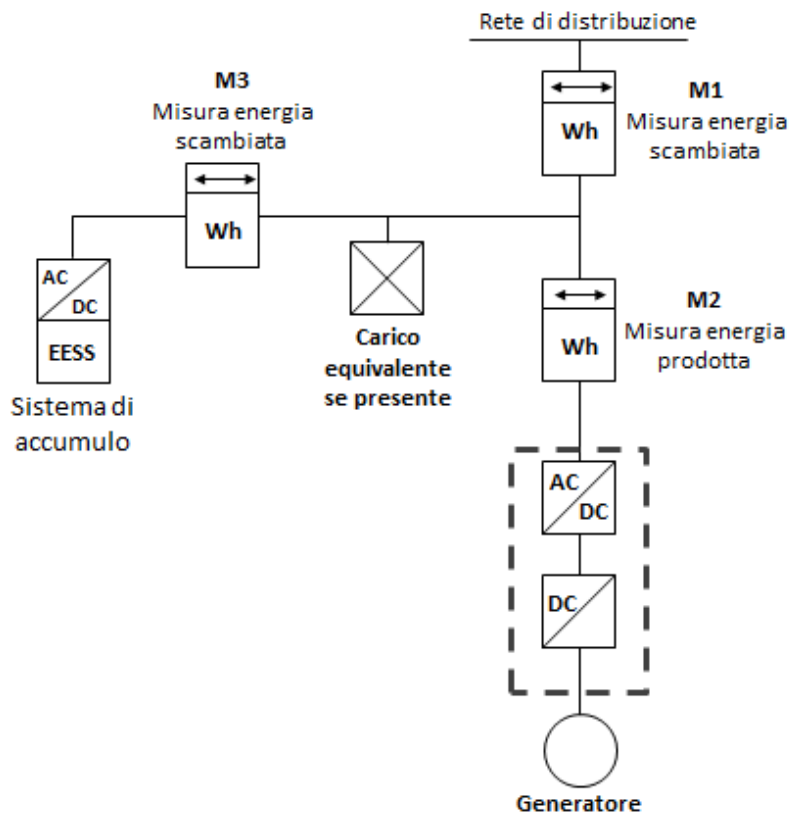 Rete di distribuzione
M3
Misura energia
scambiata
Wh
M1
Misura energia
scambiata
Wh
AC
DC
EESS
Sistema di
accumulo
Carico
equivalente
se presente
M2
Misura energia
prodotta
Wh
AC
DC
DC
Generatore